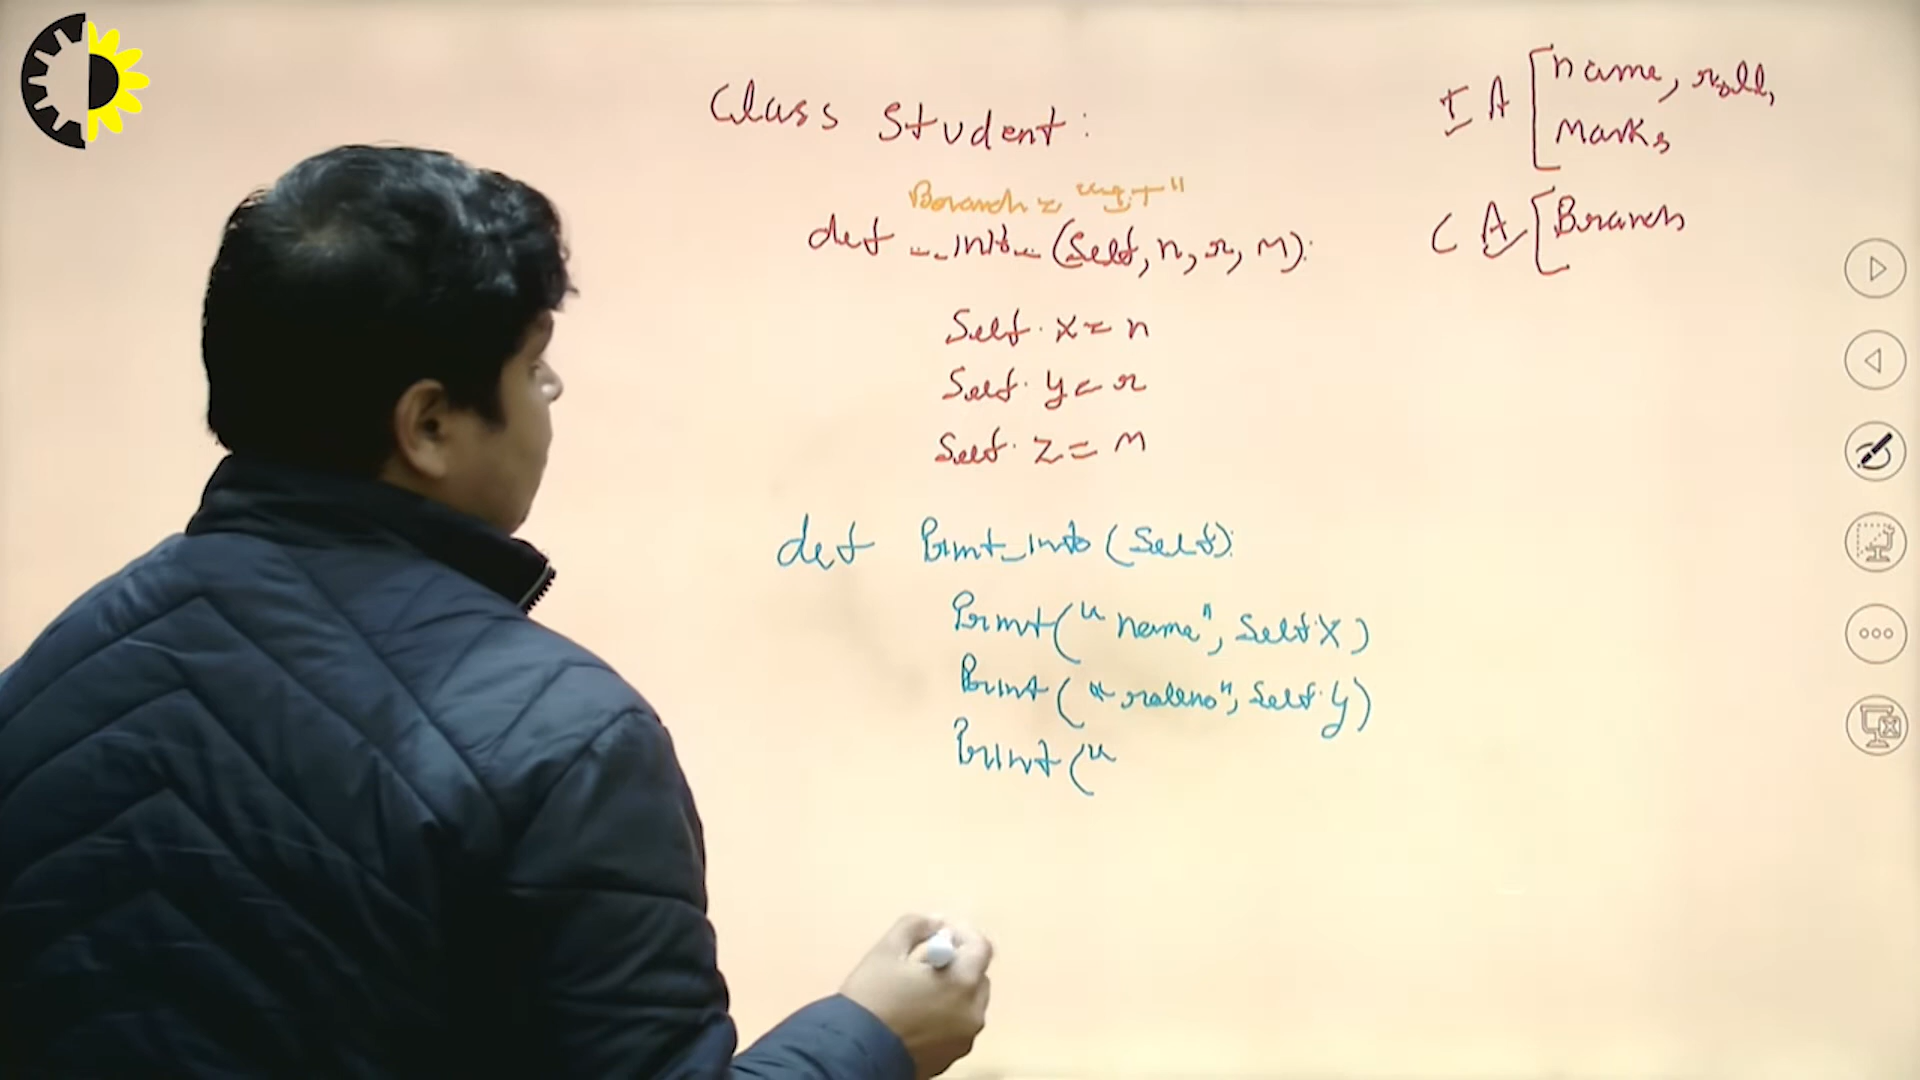 Class Student:
Branch = "I.T"
def __init__ (Self, n, r, m):
Self. x = n
Self. y = r
Self. z = m
def Print_info (Self):
Print (" name", Self.x)
Print (" rollno", Self.y)
Print ("
I A [ name, roll,
Marks
C A [ Branch